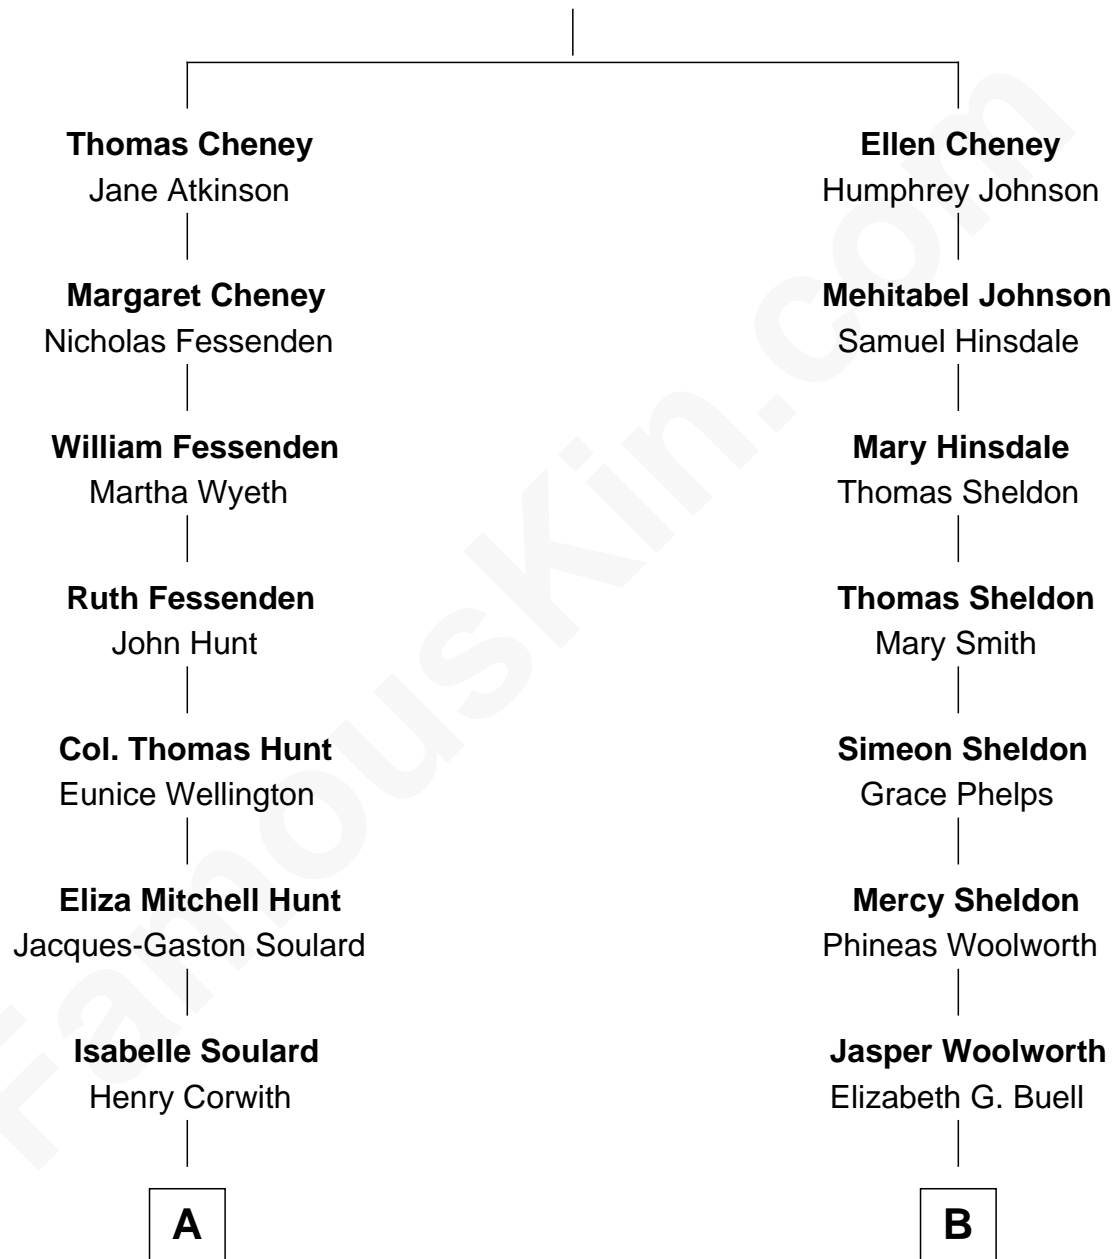 Thomas Cheney
Jane Atkinson
Ellen Cheney
Humphrey Johnson
Margaret Cheney
Nicholas Fessenden
Mehitabel Johnson
Samuel Hinsdale
William Fessenden
Martha Wyeth
Mary Hinsdale
Thomas Sheldon
Ruth Fessenden
John Hunt
Thomas Sheldon
Mary Smith
Col. Thomas Hunt
Eunice Wellington
Simeon Sheldon
Grace Phelps
Eliza Mitchell Hunt
Jacques-Gaston Soulard
Mercy Sheldon
Phineas Woolworth
Isabelle Soulard
Henry Corwith
Jasper Woolworth
Elizabeth G. Buell
A
B
FamousKin.com